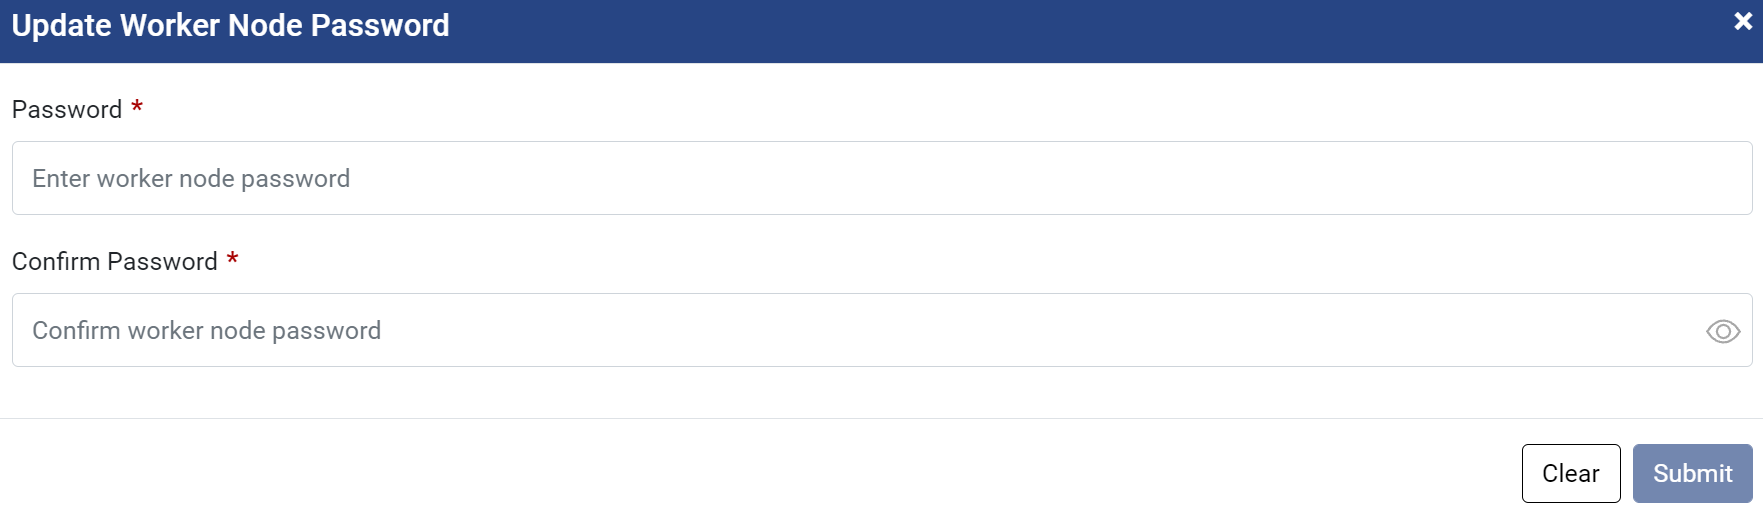 Update Worker Node Password
Password *
Enter worker node password
Confirm Password *
Confirm worker node password
Clear Submit